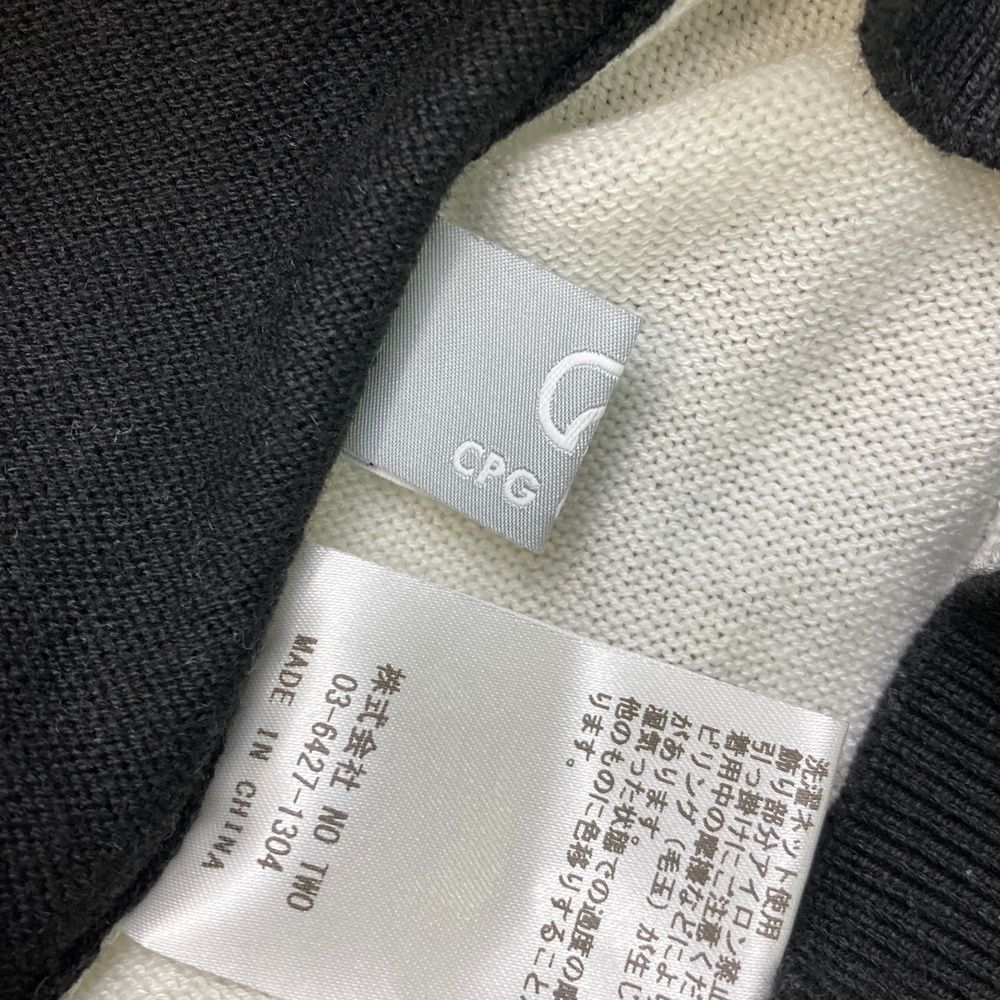 CPG
洗濯ネット使用
飾り部分アイロン禁止
引っ掛けにご注意くだ
着用中の摩擦などによ
ピリング(毛玉)が生じ
があります。
湿気った状態での過度の摩
他のものに色移りすること
ります。
株式会社 NO TWO
03-6427-1304
MADE IN CHINA